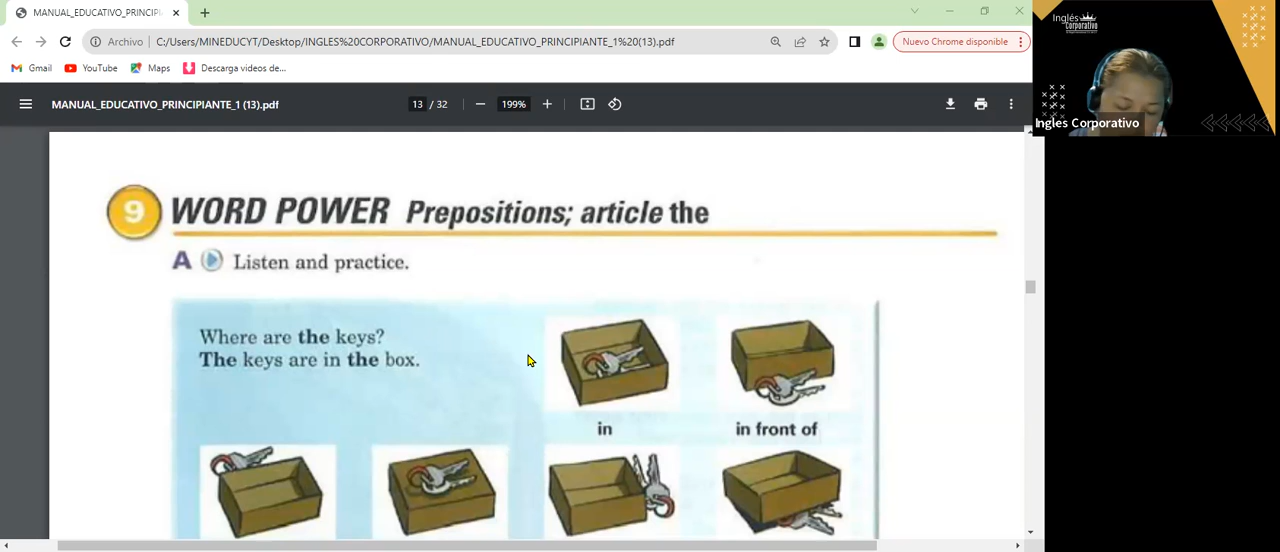 MANUAL_EDUCATIVO_PRINCIPI
Archivo
C:/Users/MINEDUCYT/Desktop/INGLES%20CORPORATIVO/MANUAL_EDUCATIVO_PRINCIPIANTE_1%20(13).pdf
Nuevo Chrome disponible
Gmail
YouTube
Maps
Descarga videos de...
MANUAL_EDUCATIVO_PRINCIPIANTE_1 (13).pdf
13 / 32
199%
Inglés
Corporativo
Ingles Corporativo
9 WORD POWER Prepositions; article the
A Listen and practice.
Where are the keys?
The keys are in the box.
in
in front of